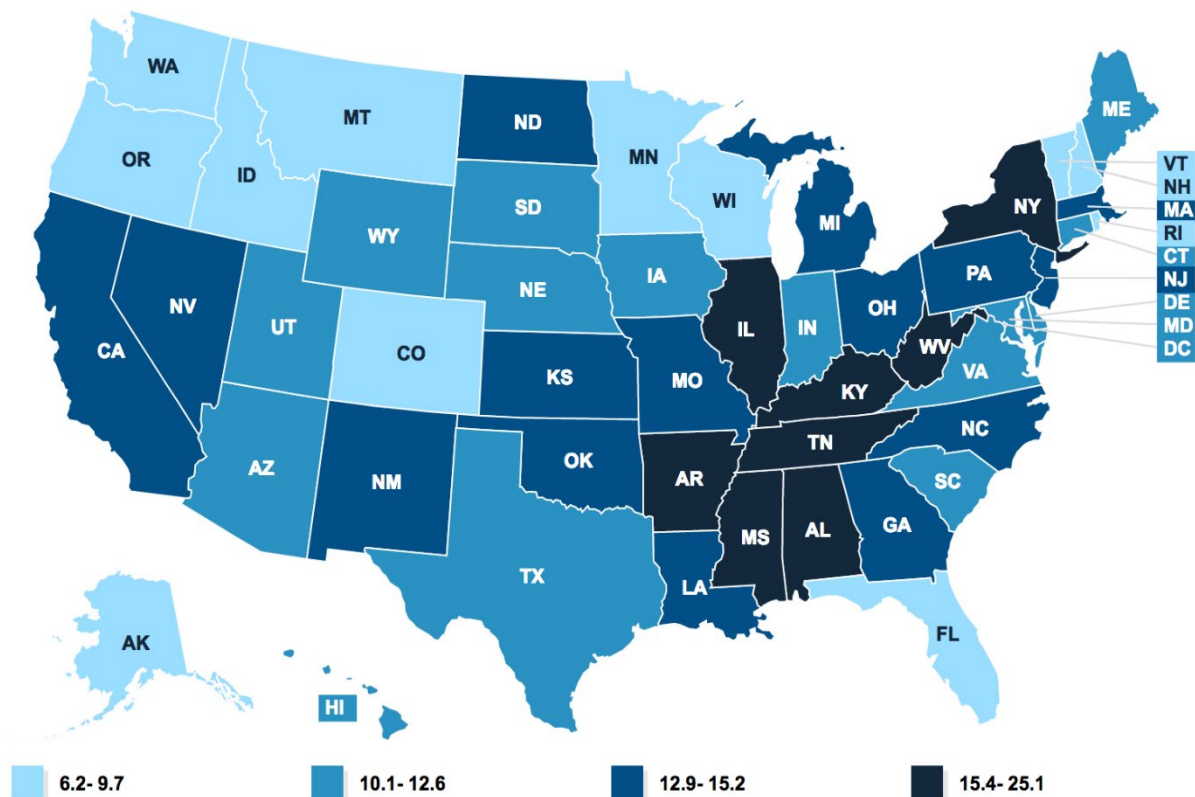 WA
MT
ND
MN
ME
OR
ID
SD
WI
VT
NH
NY
MA
MI
RI
WY
CT
PA
NJ
IA
NE
DE
NV
OH
IL
IN
MD
UT
DC
CA
CO
WV
VA
KS
MO
KY
NC
TN
AZ
OK
NM
AR
SC
MS
AL
GA
TX
LA
FL
AK
HI
6.2- 9.7
10.1- 12.6
12.9- 15.2
15.4- 25.1